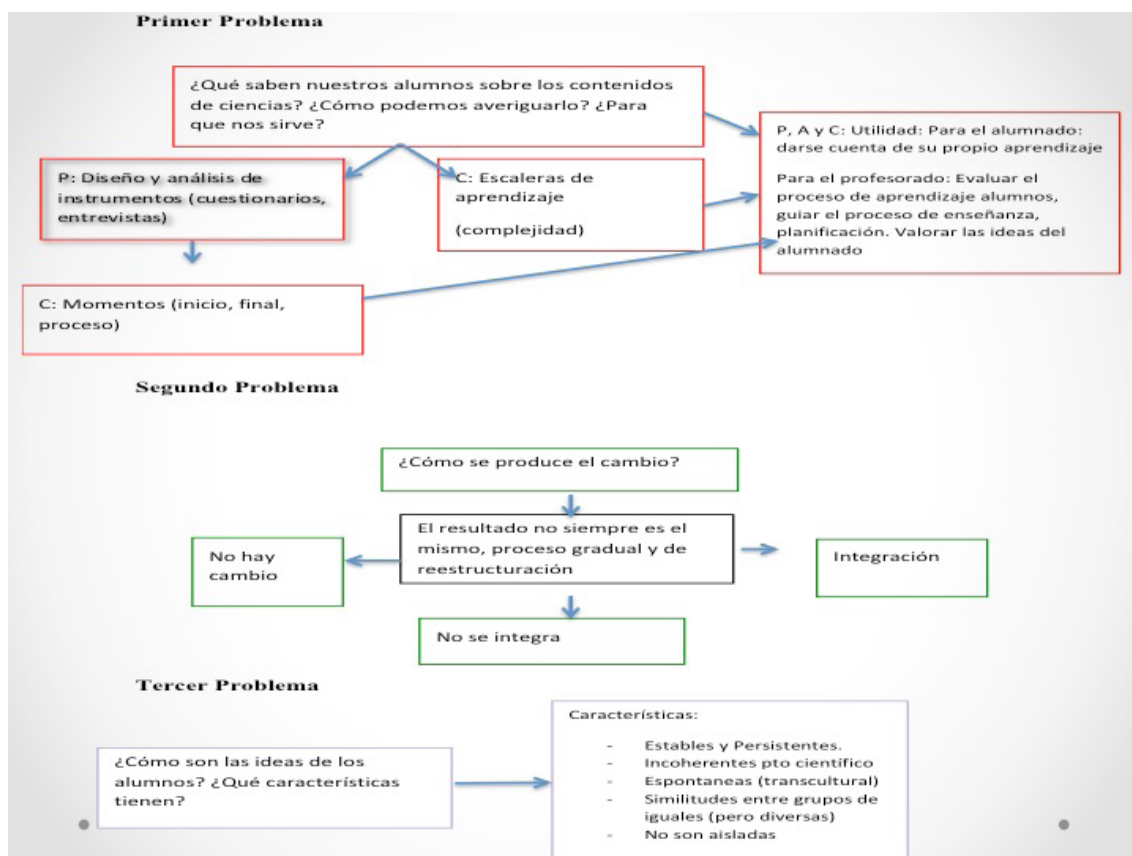 Primer Problema
¿Qué saben nuestros alumnos sobre los contenidos
de ciencias? ¿Cómo podemos averiguarlo? ¿Para
que nos sirve?
P: Diseño y análisis de
instrumentos (cuestionarios,
entrevistas)
C: Escaleras de
aprendizaje
(complejidad)
P, A y C: Utilidad: Para el alumnado:
darse cuenta de su propio aprendizaje
Para el profesorado: Evaluar el
proceso de aprendizaje alumnos,
guiar el proceso de enseñanza,
planificación. Valorar las ideas del
alumnado
C: Momentos (inicio, final,
proceso)
Segundo Problema
¿Cómo se produce el cambio?
El resultado no siempre es el
mismo, proceso gradual y de
reestructuración
No hay
cambio
Integración
No se integra
Tercer Problema
¿Cómo son las ideas de los
alumnos? ¿Qué características
tienen?
Características:
- Estables y Persistentes.
- Incoherentes pto científico
- Espontaneas (transcultural)
- Similitudes entre grupos de
iguales (pero diversas)
- No son aisladas